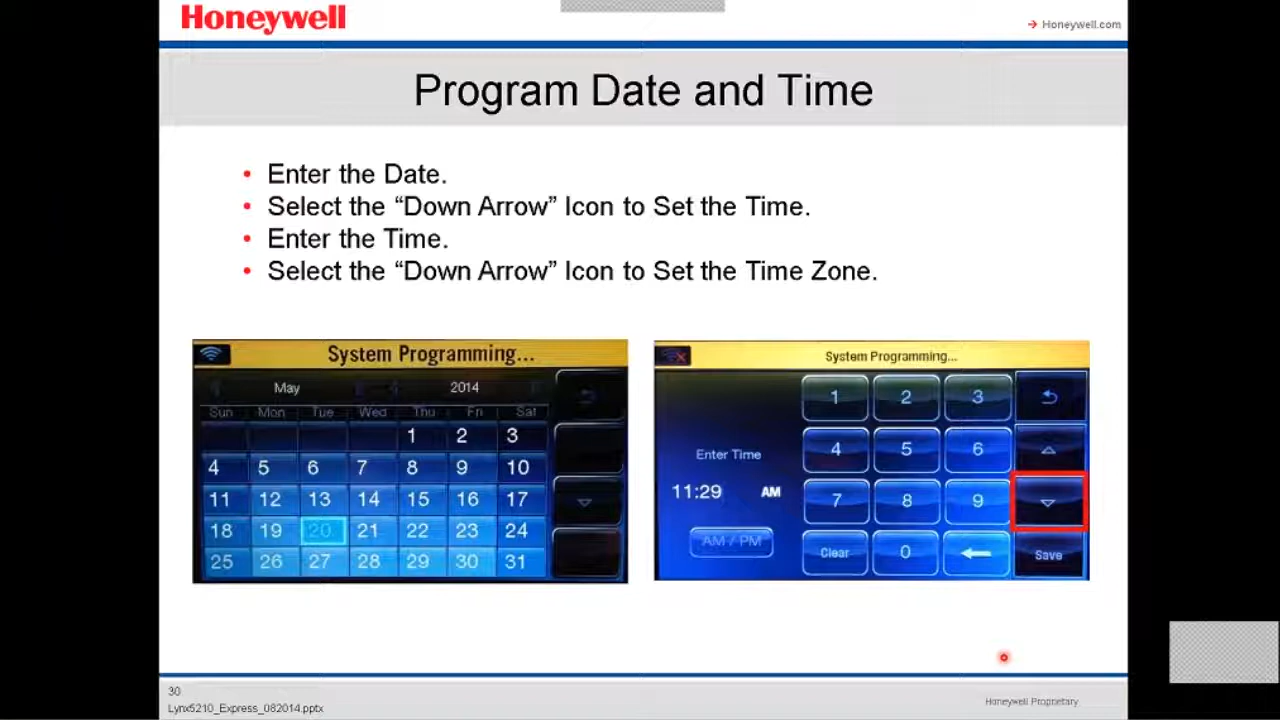 Honeywell
Honeywell.com
Program Date and Time
• Enter the Date.
• Select the “Down Arrow” Icon to Set the Time.
• Enter the Time.
• Select the “Down Arrow” Icon to Set the Time Zone.
System Programming...
May 2014
Sun Mon Tue Wed Thu Fri Sat
1 2 3
4 5 6 7 8 9 10
11 12 13 14 15 16 17
18 19 20 21 22 23 24
25 26 27 28 29 30 31
System Programming...
1 2 3
Enter Time
4 5 6
11:29 AM
7 8 9
AM / PM
Clear 0 Save
30
Lynx5210_Express_082014.pptx
Honeywell Proprietary